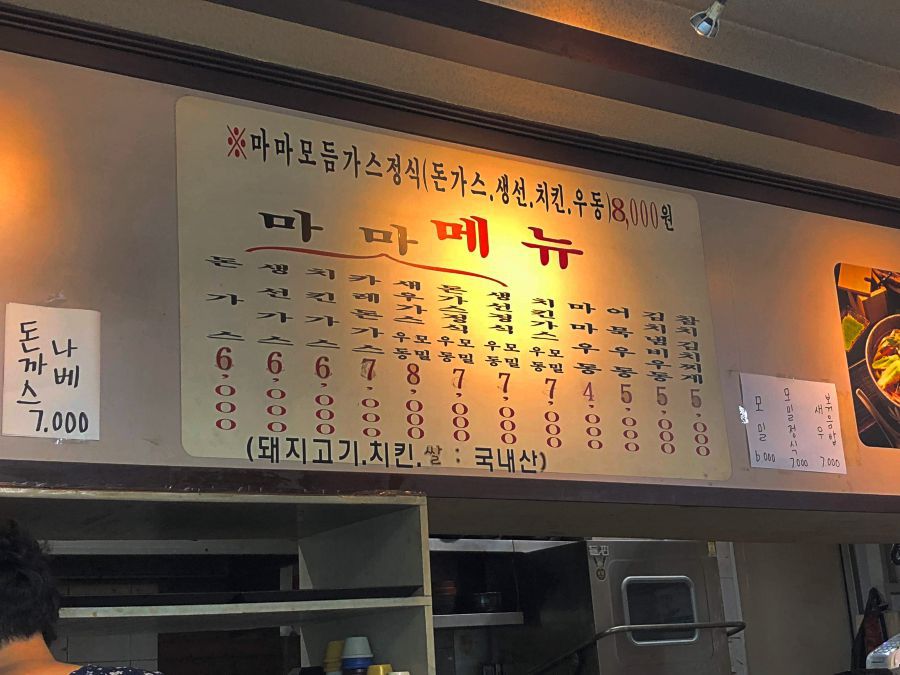 ※마마모듬가스정식(돈가스.생선.치킨.우동)8,000원
마마메뉴
돈가스 6,000
생선가스 6,000
치킨가스 6,000
카레돈가스 7,000
새우가스 우동 모밀 8,000
돈가스정식 우동 모밀 7,000
생선정식 우동 모밀 7,000
치킨가스 우동 모밀 7,000
마마우동 4,000
어묵우동 5,000
김치냄비우동 5,000
참치김치찌게 5,000
(돼지고기.치킨.쌀 : 국내산)
돈까스
나베
7.000
모밀 6.000
모밀정식 7.000
새우볶음밥 7.000